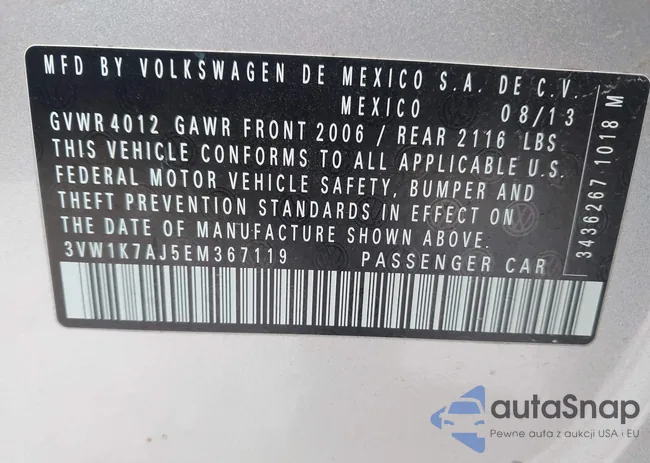 MFD BY VOLKSWAGEN DE MEXICO S.A. DE C.V.
MEXICO 08/13
GVWR 4012 GAWR FRONT 2006 / REAR 2116 LBS
THIS VEHICLE CONFORMS TO ALL APPLICABLE U.S.
FEDERAL MOTOR VEHICLE SAFETY, BUMPER AND
THEFT PREVENTION STANDARDS IN EFFECT ON
THE DATE OF MANUFACTURE SHOWN ABOVE.
3VW1K7AJ5EM367119 PASSENGER CAR
3436267 1018 M
autaSnap
Pewne auta z aukcji USA i EU